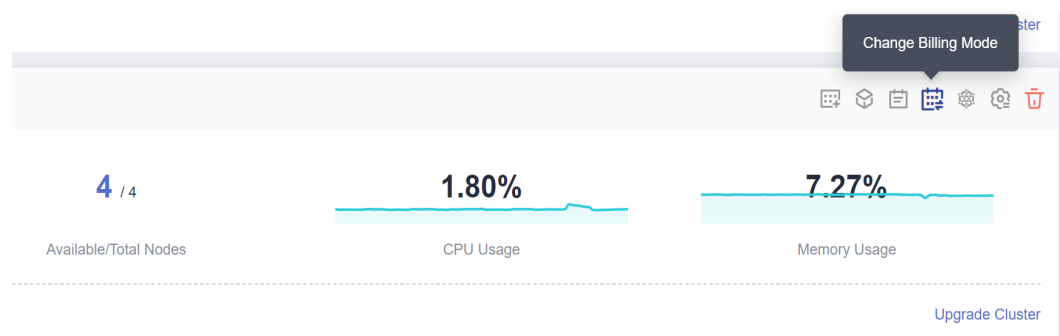 ster
Change Billing Mode
4 / 4
1.80%
7.27%
Available/Total Nodes
CPU Usage
Memory Usage
Upgrade Cluster